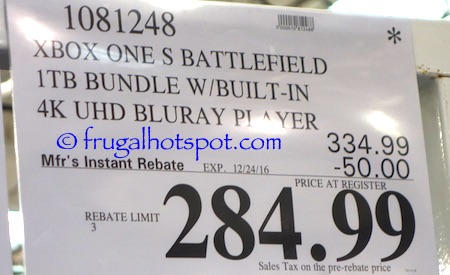 1081248
*
XBOX ONE S BATTLEFIELD
1TB BUNDLE W/BUILT-IN
4K UHD BLURAY PLAYER
© frugalhotspot.com
334.99
Mfr's Instant Rebate EXP. 12/24/16 -50.00
PRICE AT REGISTER
REBATE LIMIT
3
284.99
Sales Tax on the pre-rebate price